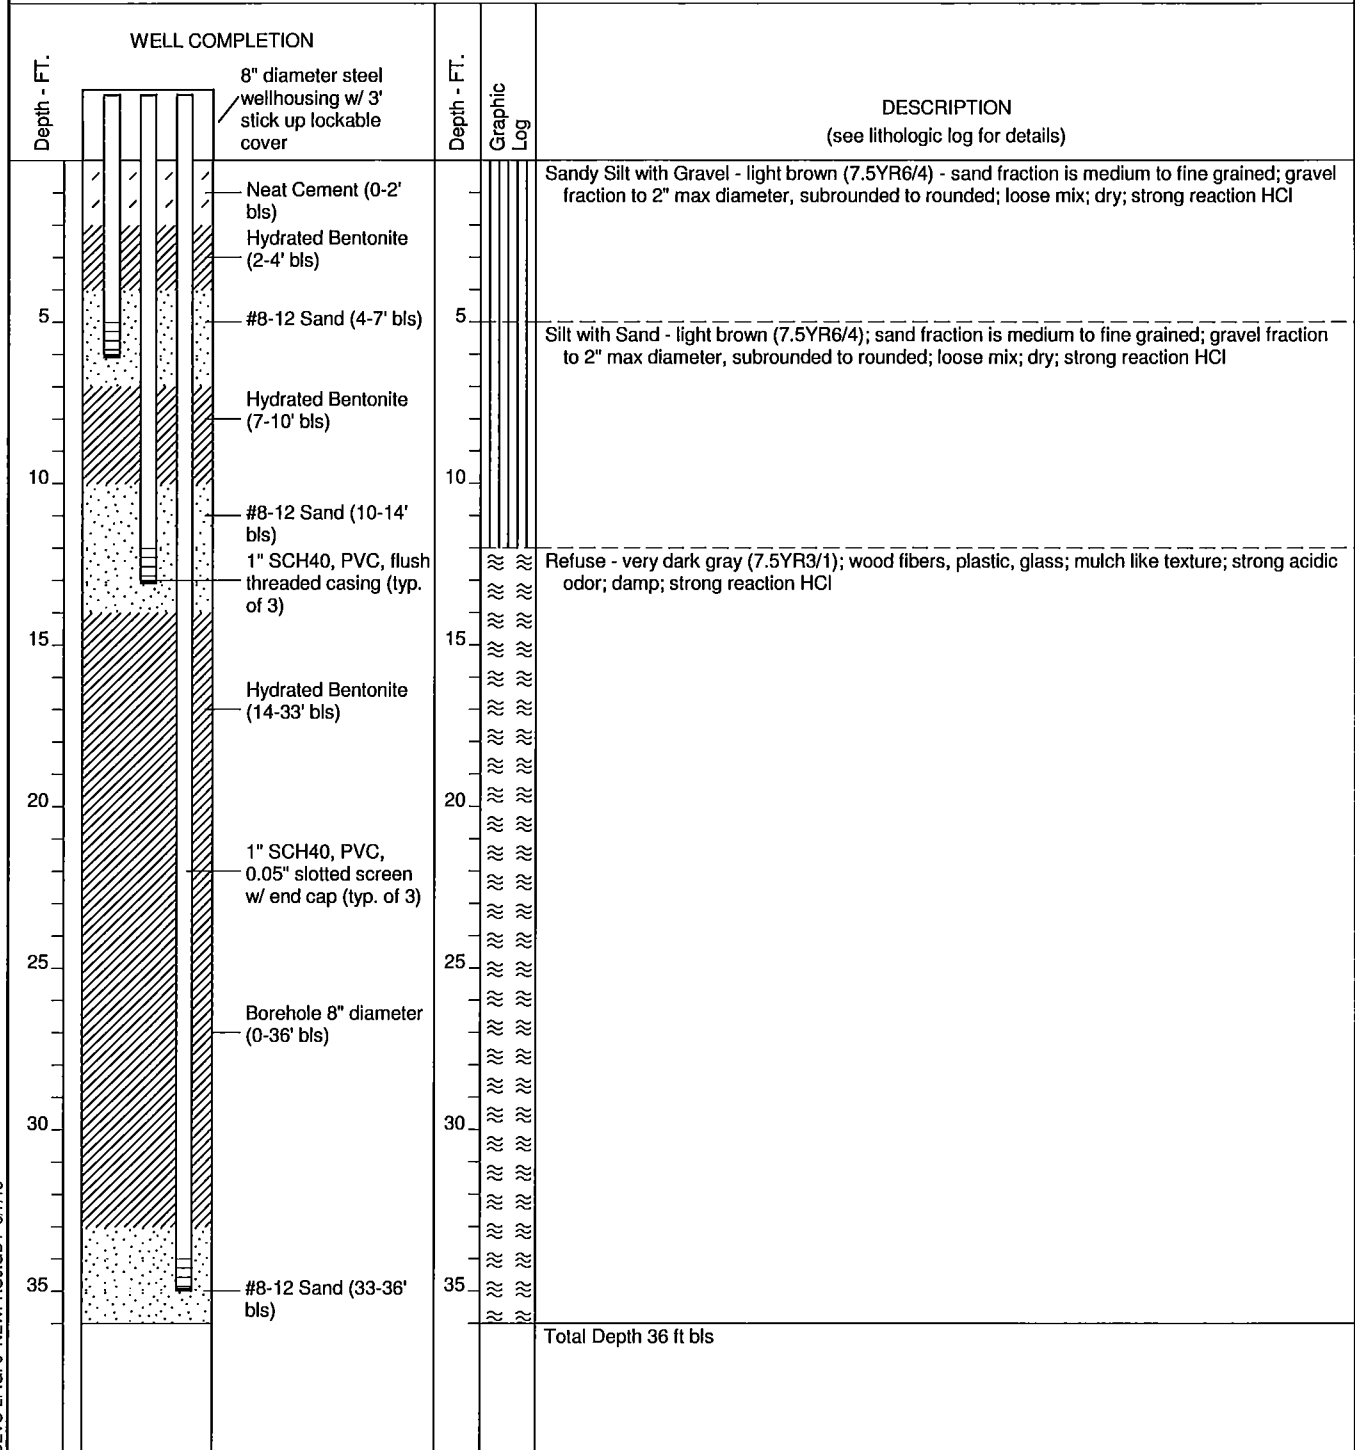 WELL COMPLETION
Depth - FT.
8" diameter steel
wellhousing w/ 3'
stick up lockable
cover
Depth - FT.
Graphic
Log
DESCRIPTION
(see lithologic log for details)
Neat Cement (0-2'
bls)
Hydrated Bentonite
(2-4' bls)
#8-12 Sand (4-7' bls)
Hydrated Bentonite
(7-10' bls)
#8-12 Sand (10-14'
bls)
1" SCH40, PVC, flush
threaded casing (typ.
of 3)
Hydrated Bentonite
(14-33' bls)
1" SCH40, PVC,
0.05" slotted screen
w/ end cap (typ. of 3)
Borehole 8" diameter
(0-36' bls)
#8-12 Sand (33-36'
bls)
5
10
15
20
25
30
35
5
10
15
20
25
30
35
Sandy Silt with Gravel - light brown (7.5YR6/4) - sand fraction is medium to fine grained; gravel
fraction to 2" max diameter, subrounded to rounded; loose mix; dry; strong reaction HCl
Silt with Sand - light brown (7.5YR6/4); sand fraction is medium to fine grained; gravel fraction
to 2" max diameter, subrounded to rounded; loose mix; dry; strong reaction HCl
Refuse - very dark gray (7.5YR3/1); wood fibers, plastic, glass; mulch like texture; strong acidic
odor; damp; strong reaction HCl
Total Depth 36 ft bls